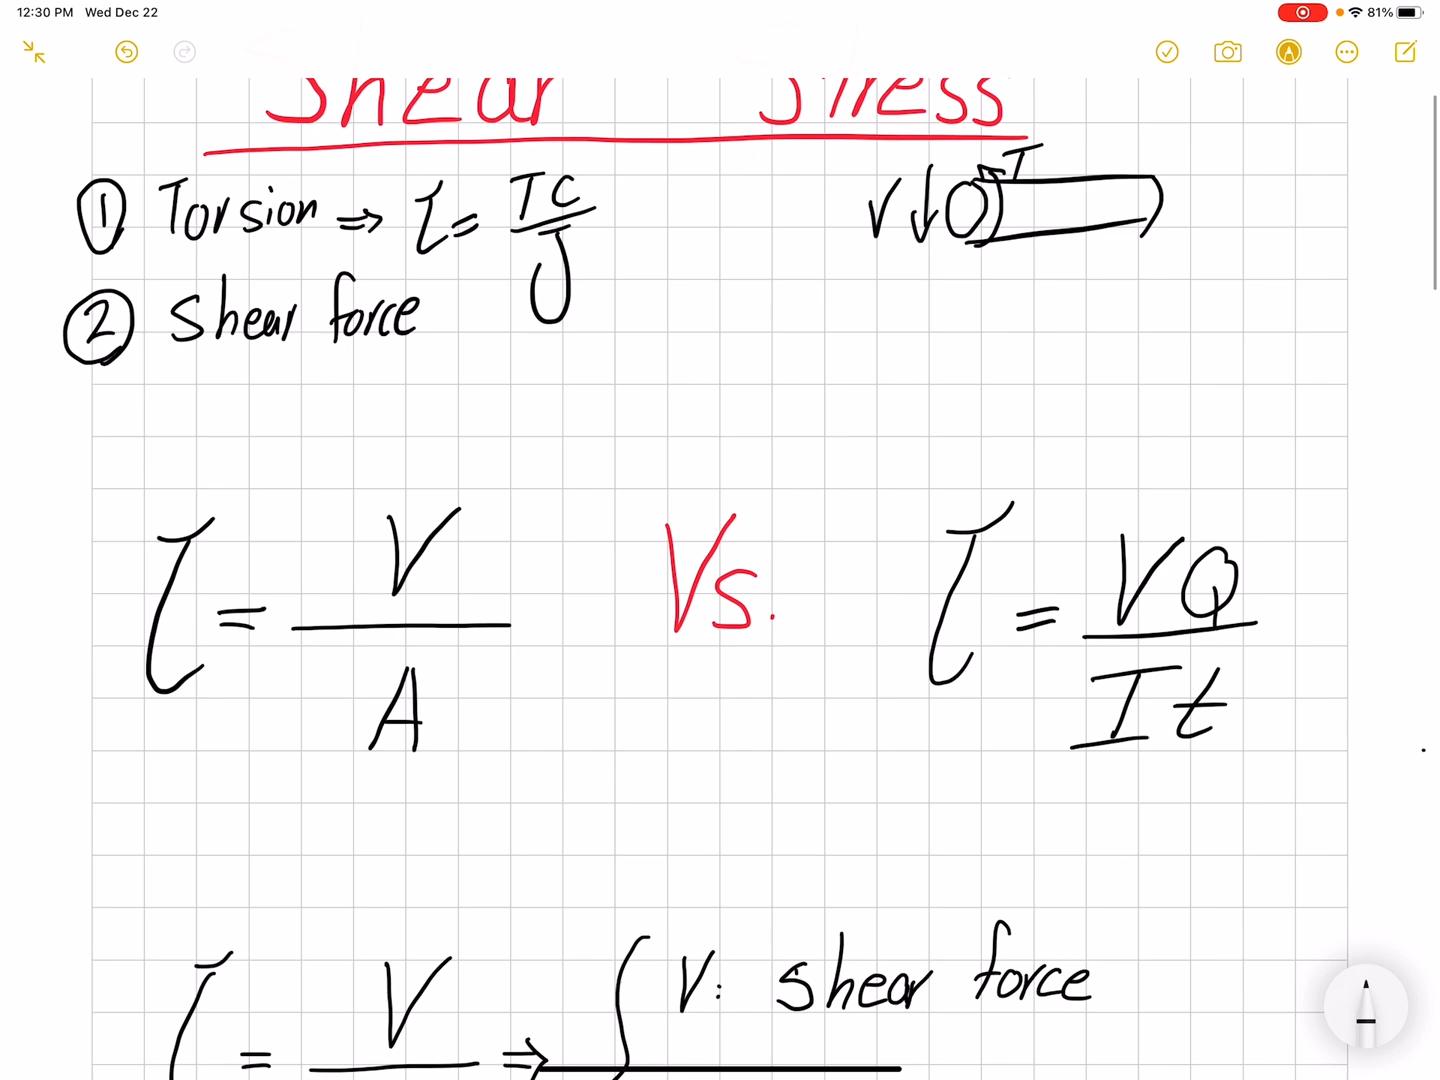 12:30 PM Wed Dec 22 81%
Shear Stress
① Torsion ⇒ τ = TC / J
V ↓ T
② Shear force
τ = V / A Vs. τ = VQ / It
τ = V ⇒ V: shear force